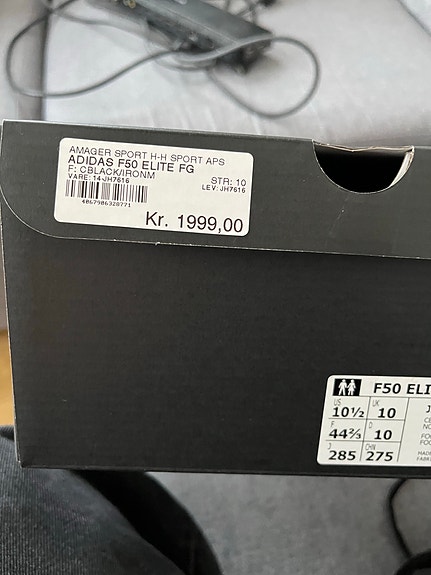 AMAGER SPORT H-H SPORT APS
ADIDAS F50 ELITE FG
F: CBLACK/IRONM
VARE: 14-JH7616 STR: 10
LEV: JH7616
4067906320771
Kr. 1999,00
F50 ELI
US 10½ UK 10
F 44⅔ D 10
J 285 CHN 275